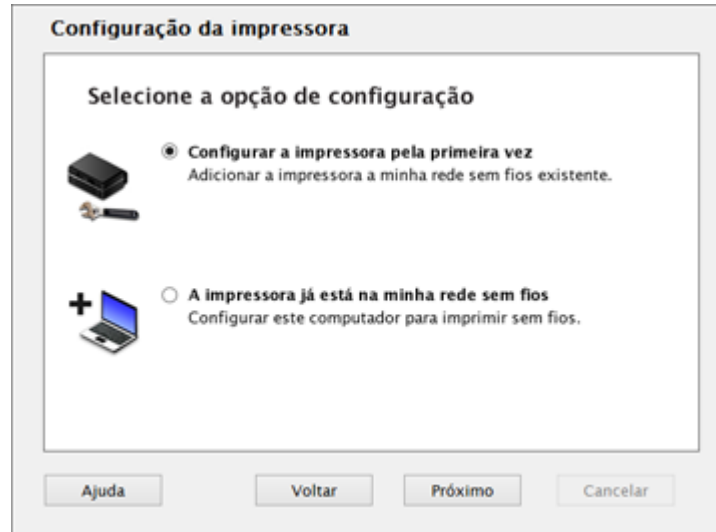 Configuração da impressora
Selecione a opção de configuração
Configurar a impressora pela primeira vez
Adicionar a impressora a minha rede sem fios existente.
A impressora já está na minha rede sem fios
Configurar este computador para imprimir sem fios.
Ajuda
Voltar
Próximo
Cancelar